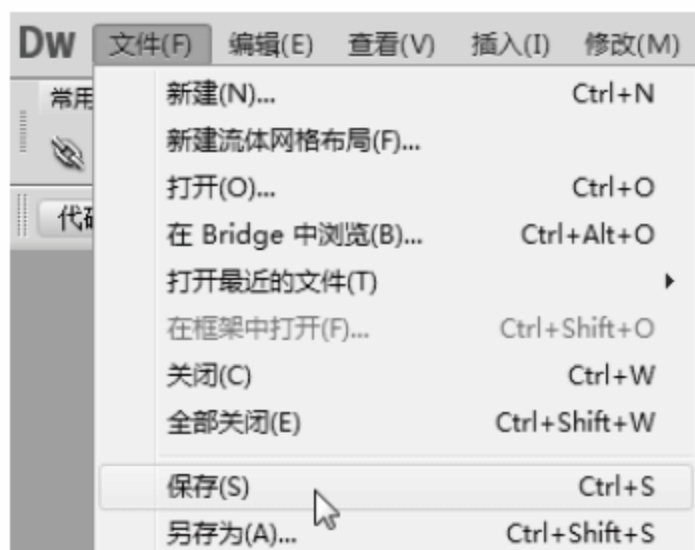 Dw 文件(F) 编辑(E) 查看(V) 插入(I) 修改(M)
常用
新建(N)... Ctrl+N
新建流体网格布局(F)...
打开(O)... Ctrl+O
代码
在 Bridge 中浏览(B)... Ctrl+Alt+O
打开最近的文件(T)
在框架中打开(F)... Ctrl+Shift+O
关闭(C) Ctrl+W
全部关闭(E) Ctrl+Shift+W
保存(S) Ctrl+S
另存为(A)... Ctrl+Shift+S